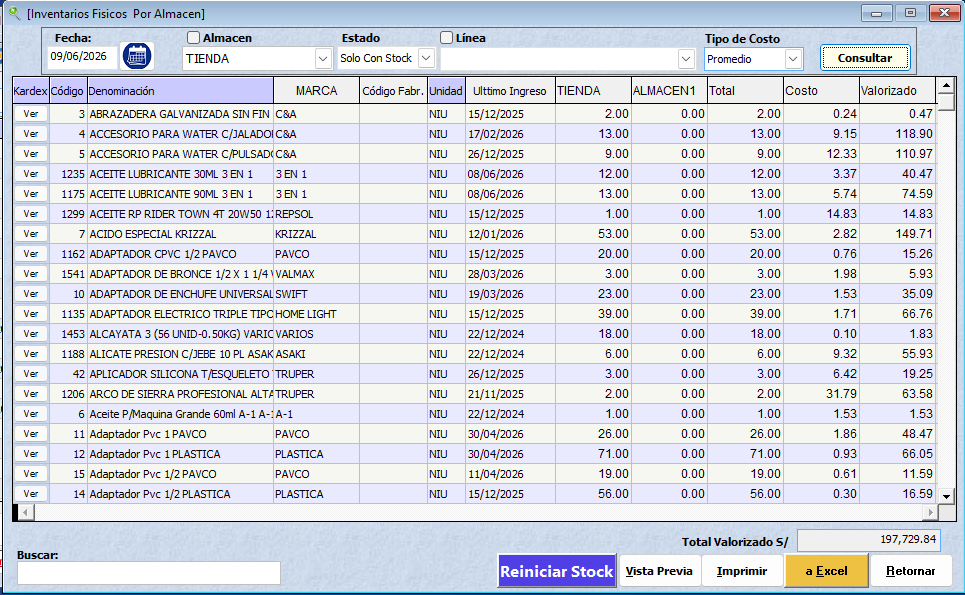 [Inventarios Fisicos Por Almacen]
Fecha: Almacen Estado Línea Tipo de Costo
09/06/2026 TIENDA Solo Con Stock Promedio Consultar
Kardex Código Denominación MARCA Código Fabr. Unidad Ulttimo Ingreso TIENDA ALMACEN1 Total Costo Valorizado
Ver 3 ABRAZADERA GALVANIZADA SIN FIN C&A NIU 15/12/2025 2.00 0.00 2.00 0.24 0.47
Ver 4 ACCESORIO PARA WATER C/JALADO C&A NIU 17/02/2026 13.00 0.00 13.00 9.15 118.90
Ver 5 ACCESORIO PARA WATER C/PULSAD C&A NIU 26/12/2025 9.00 0.00 9.00 12.33 110.97
Ver 1235 ACEITE LUBRICANTE 30ML 3 EN 1 3 EN 1 NIU 08/06/2026 12.00 0.00 12.00 3.37 40.47
Ver 1175 ACEITE LUBRICANTE 90ML 3 EN 1 3 EN 1 NIU 08/06/2026 13.00 0.00 13.00 5.74 74.59
Ver 1299 ACEITE RP RIDER TOWN 4T 20W50 1 REPSOL NIU 15/12/2025 1.00 0.00 1.00 14.83 14.83
Ver 7 ACIDO ESPECIAL KRIZZAL KRIZZAL NIU 12/01/2026 53.00 0.00 53.00 2.82 149.71
Ver 1162 ADAPTADOR CPVC 1/2 PAVCO PAVCO NIU 15/12/2025 20.00 0.00 20.00 0.76 15.26
Ver 1541 ADAPTADOR DE BRONCE 1/2 X 1 1/4 VALMAX NIU 28/03/2026 3.00 0.00 3.00 1.98 5.93
Ver 10 ADAPTADOR DE ENCHUFE UNIVERSAL SWIFT NIU 19/03/2026 23.00 0.00 23.00 1.53 35.09
Ver 1135 ADAPTADOR ELECTRICO TRIPLE TIPO HOME LIGHT NIU 15/12/2025 39.00 0.00 39.00 1.71 66.76
Ver 1453 ALCAYATA 3 (56 UNID-0.50KG) VARIO VARIOS NIU 22/12/2024 18.00 0.00 18.00 0.10 1.83
Ver 1188 ALICATE PRESION C/JEBE 10 PL ASAK ASAKI NIU 22/12/2024 6.00 0.00 6.00 9.32 55.93
Ver 42 APLICADOR SILICONA T/ESQUELETO TRUPER NIU 26/12/2025 3.00 0.00 3.00 6.42 19.25
Ver 1206 ARCO DE SIERRA PROFESIONAL ALTA TRUPER NIU 21/11/2025 2.00 0.00 2.00 31.79 63.58
Ver 6 Aceite P/Maquina Grande 60ml A-1 A-1 A-1 NIU 22/12/2024 1.00 0.00 1.00 1.53 1.53
Ver 11 Adaptador Pvc 1 PAVCO PAVCO NIU 30/04/2026 26.00 0.00 26.00 1.86 48.47
Ver 12 Adaptador Pvc 1 PLASTICA PLASTICA NIU 30/04/2026 71.00 0.00 71.00 0.93 66.05
Ver 15 Adaptador Pvc 1/2 PAVCO PAVCO NIU 11/04/2026 19.00 0.00 19.00 0.61 11.59
Ver 14 Adaptador Pvc 1/2 PLASTICA PLASTICA NIU 15/12/2025 56.00 0.00 56.00 0.30 16.59
Total Valorizado S/ 197,729.84
Buscar:
Reiniciar Stock Vista Previa Imprimir a Excel Retornar